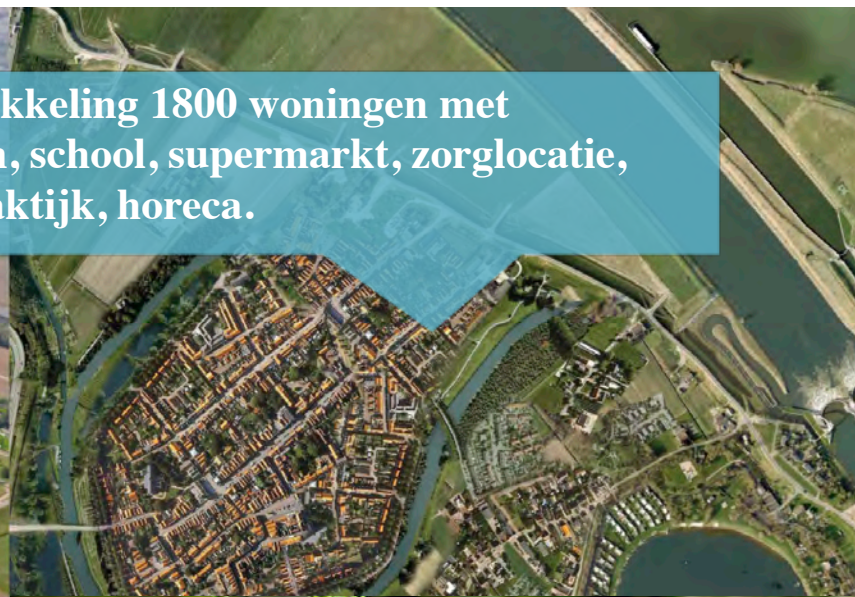 kkeling 1800 woningen met
, school, supermarkt, zorglocatie,
aktijk, horeca.